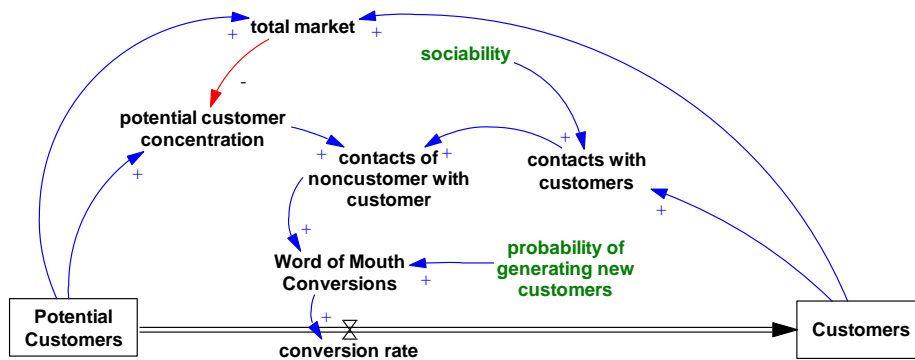 total market
+
+
sociability
-
potential customer
concentration
+
+
contacts of
noncustomer with
customer
+
+
contacts with
customers
+
+
Word of Mouth
Conversions
+
probability of
generating new
customers
Potential
Customers
+
conversion rate
Customers